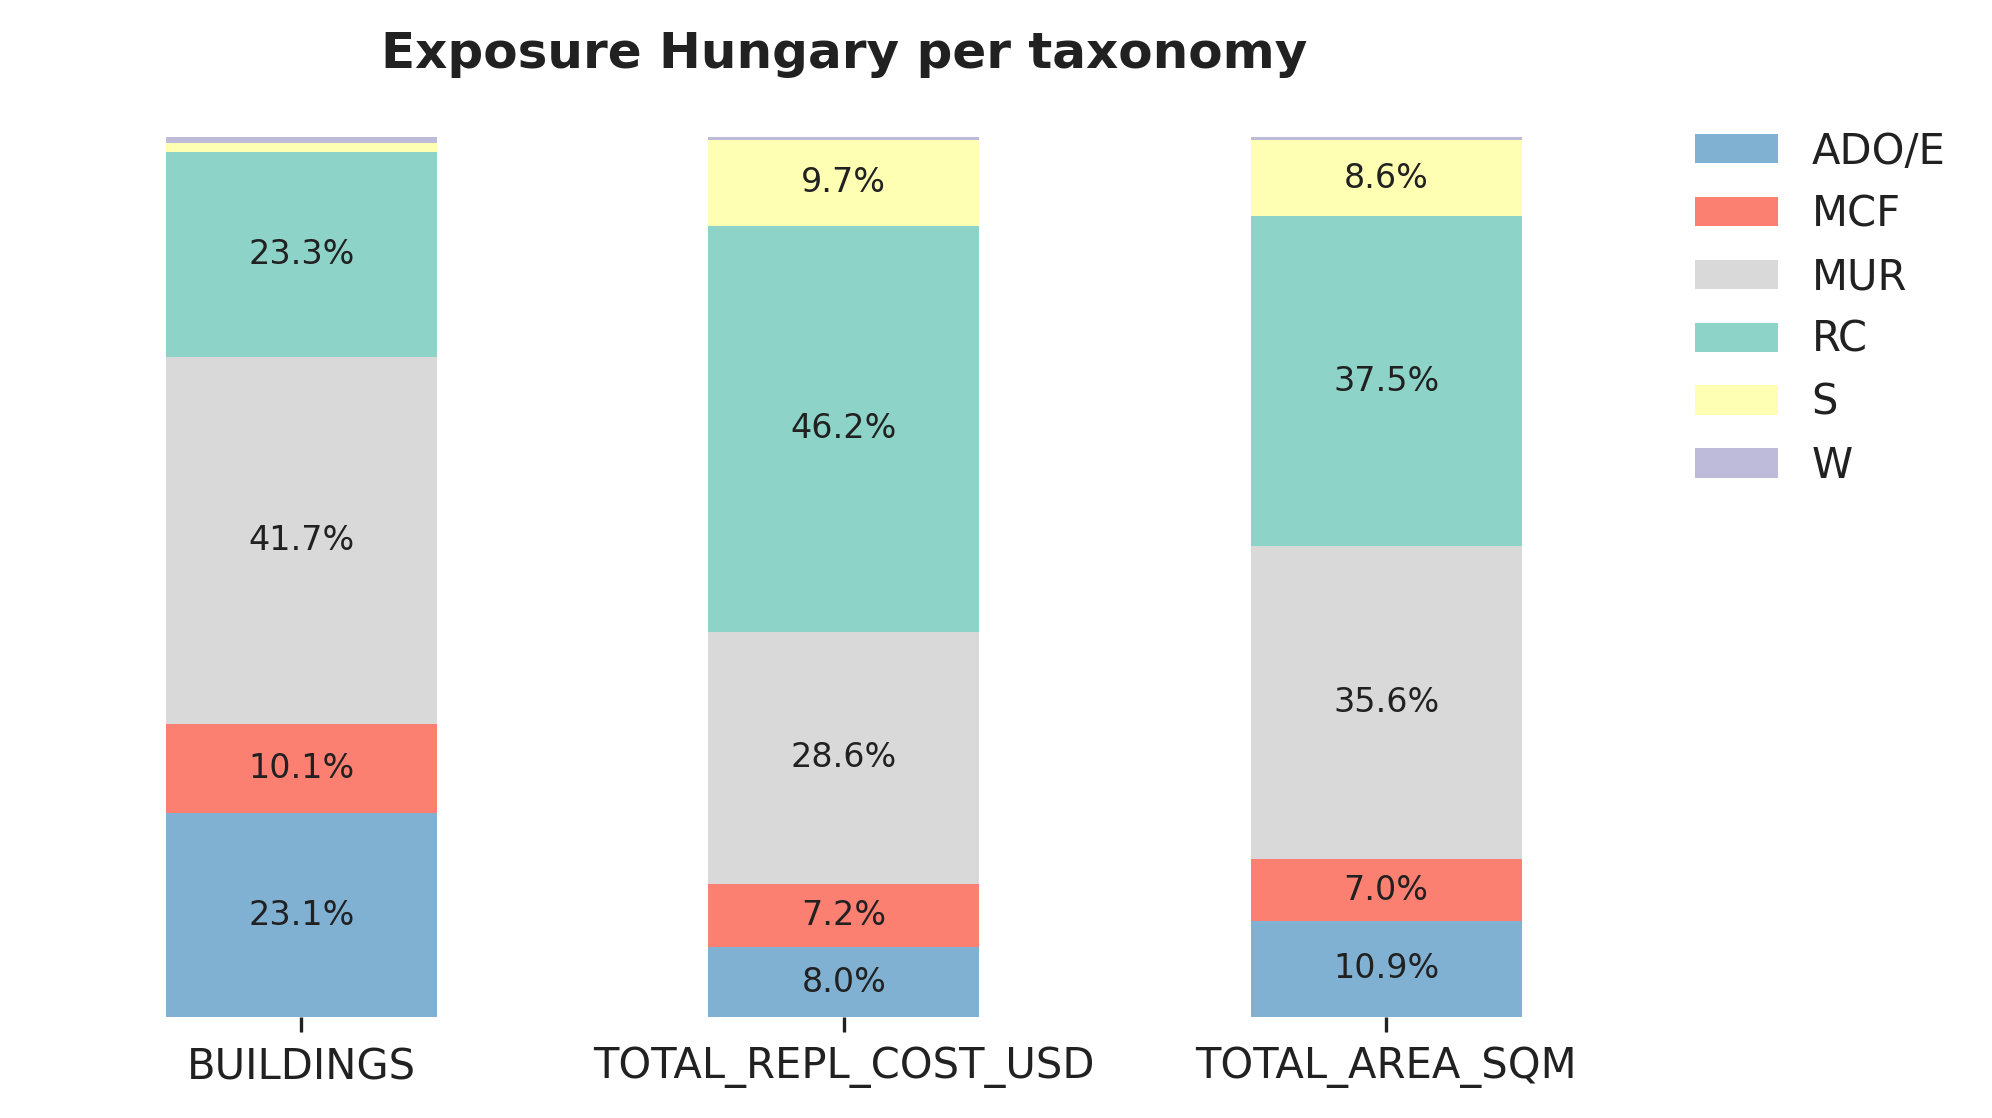 Exposure Hungary per taxonomy
23.3%
41.7%
10.1%
23.1%
BUILDINGS
9.7%
46.2%
28.6%
7.2%
8.0%
TOTAL_REPL_COST_USD
8.6%
37.5%
35.6%
7.0%
10.9%
TOTAL_AREA_SQM
ADO/E
MCF
MUR
RC
S
W